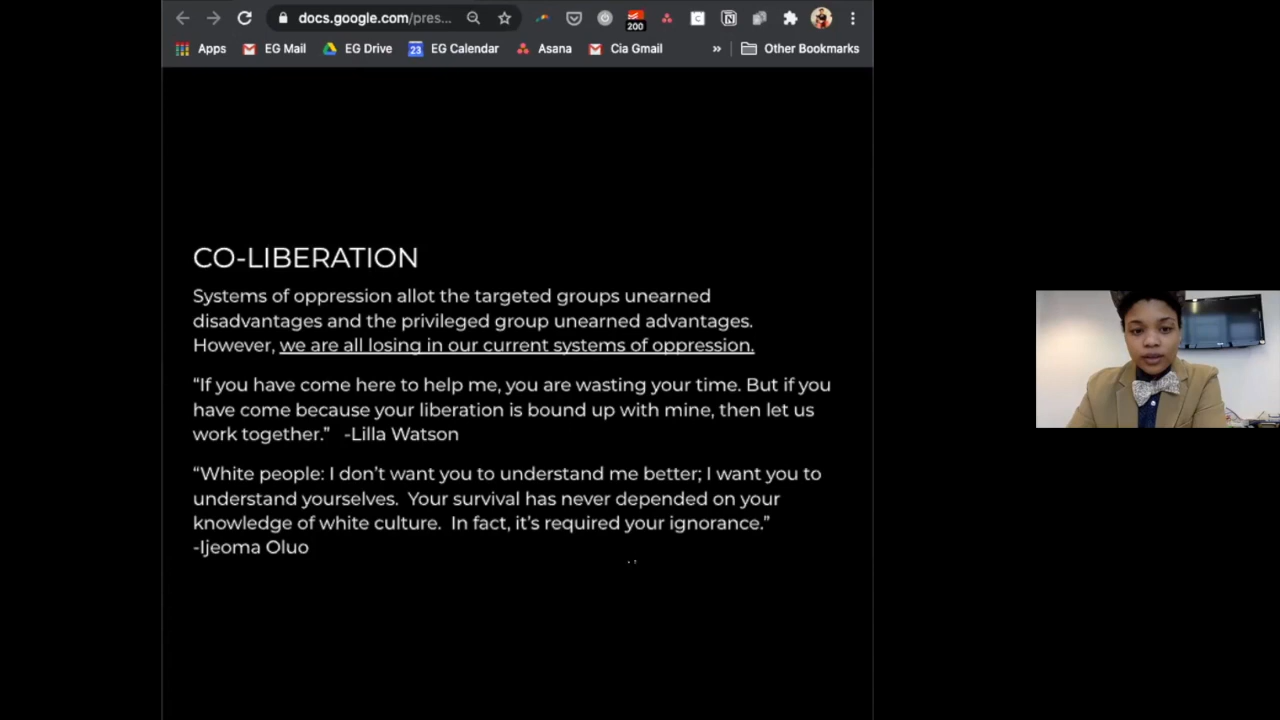 docs.google.com/pres...
200
Apps
EG Mail
EG Drive
23
EG Calendar
Asana
Cia Gmail
»
Other Bookmarks
CO-LIBERATION
Systems of oppression allot the targeted groups unearned
disadvantages and the privileged group unearned advantages.
However, we are all losing in our current systems of oppression.
“If you have come here to help me, you are wasting your time. But if you
have come because your liberation is bound up with mine, then let us
work together.”   -Lilla Watson
“White people: I don’t want you to understand me better; I want you to
understand yourselves.  Your survival has never depended on your
knowledge of white culture.  In fact, it’s required your ignorance.”
-Ijeoma Oluo